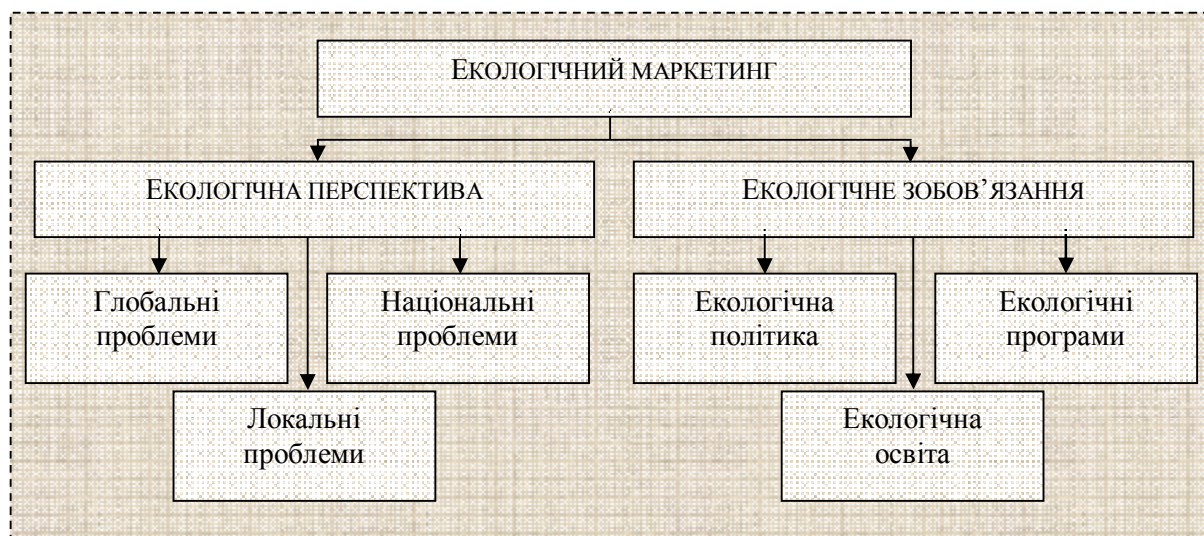 ЕКОЛОГІЧНИЙ МАРКЕТИНГ
ЕКОЛОГІЧНА ПЕРСПЕКТИВА
ЕКОЛОГІЧНЕ ЗОБОВ’ЯЗАННЯ
Глобальні
проблеми
Національні
проблеми
Екологічна
політика
Екологічні
програми
Локальні
проблеми
Екологічна
освіта